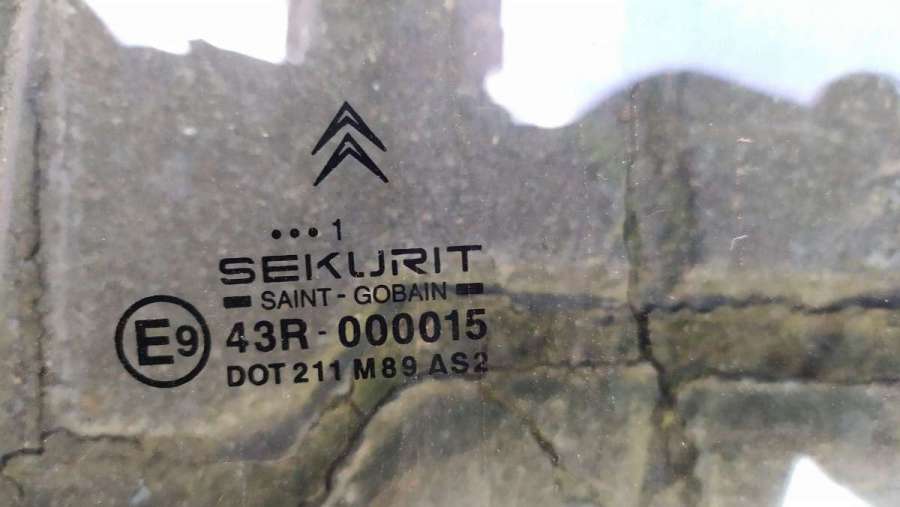 •••1
SEKURIT
SAINT-GOBAIN
E9 43R-000015
DOT 211 M89 AS2